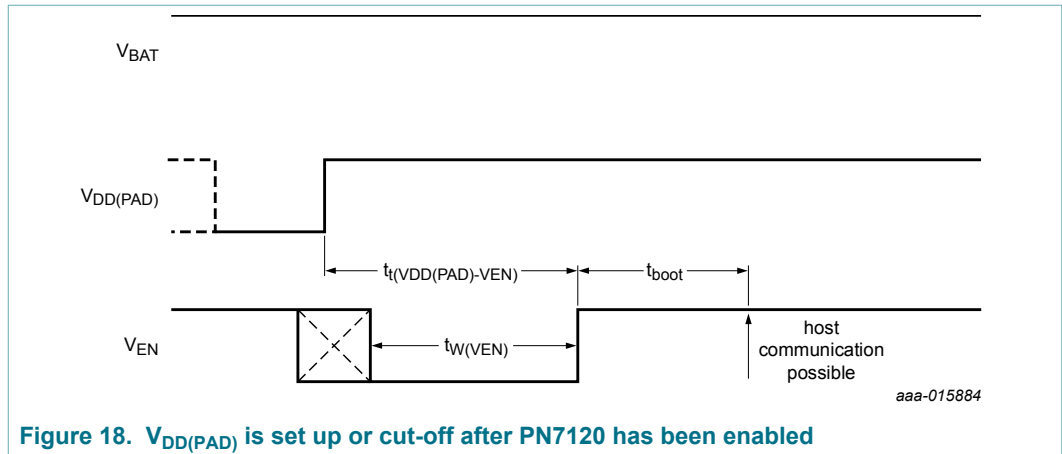 VBAT
VDD(PAD)
tt(VDD(PAD)-VEN)
tboot
VEN
tW(VEN)
host
communication
possible
aaa-015884
Figure 18. VDD(PAD) is set up or cut-off after PN7120 has been enabled